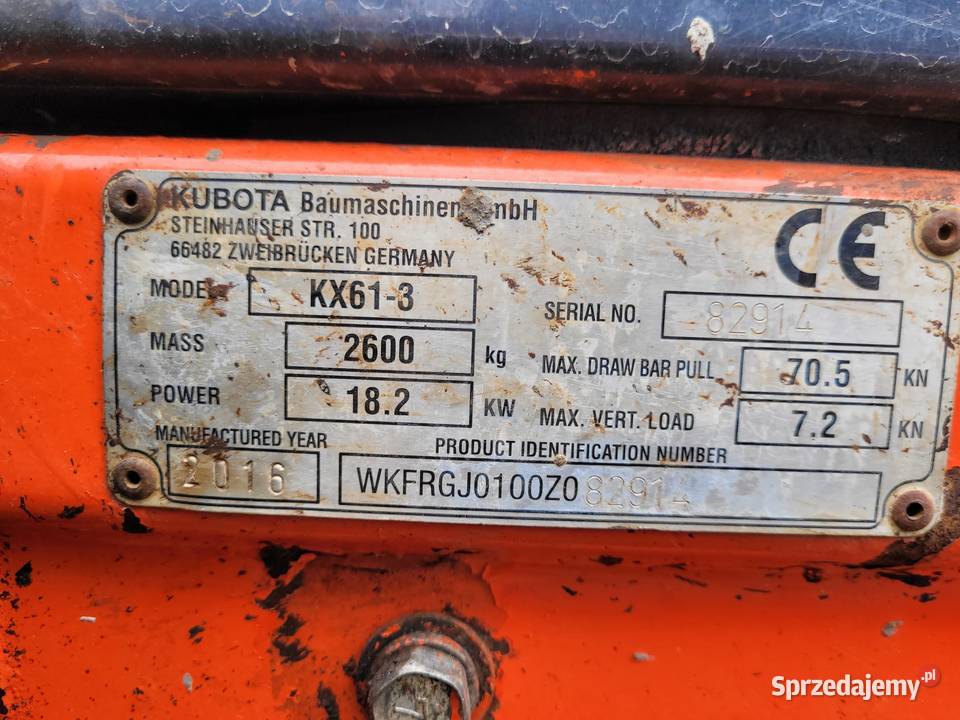 KUBOTA Baumaschinen GmbH
STEINHAUSER STR. 100
66482 ZWEIBRÜCKEN GERMANY
CE
MODEL KX61-3
SERIAL NO. 82914
MASS 2600 kg
MAX. DRAW BAR PULL 70.5 KN
POWER 18.2 KW
MAX. VERT. LOAD 7.2 KN
MANUFACTURED YEAR
2016
PRODUCT IDENTIFICATION NUMBER
WKFRGJ0100Z082914
Sprzedajemy.pl